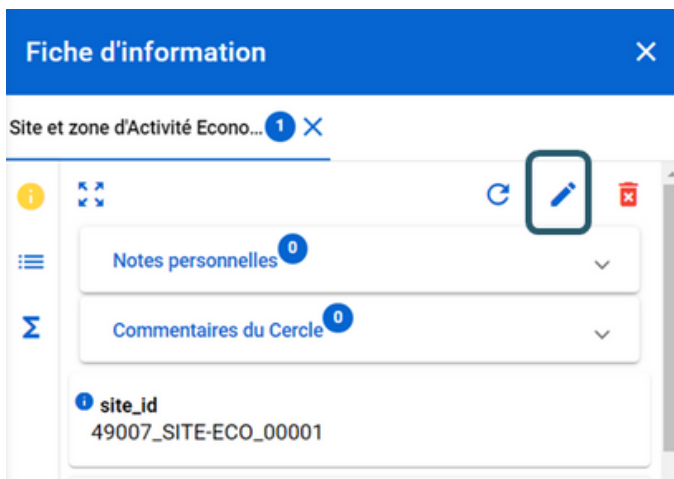 Fiche d'information
Site et zone d'Activité Econo... 1
Notes personnelles 0
Commentaires du Cercle 0
site_id
49007_SITE-ECO_00001